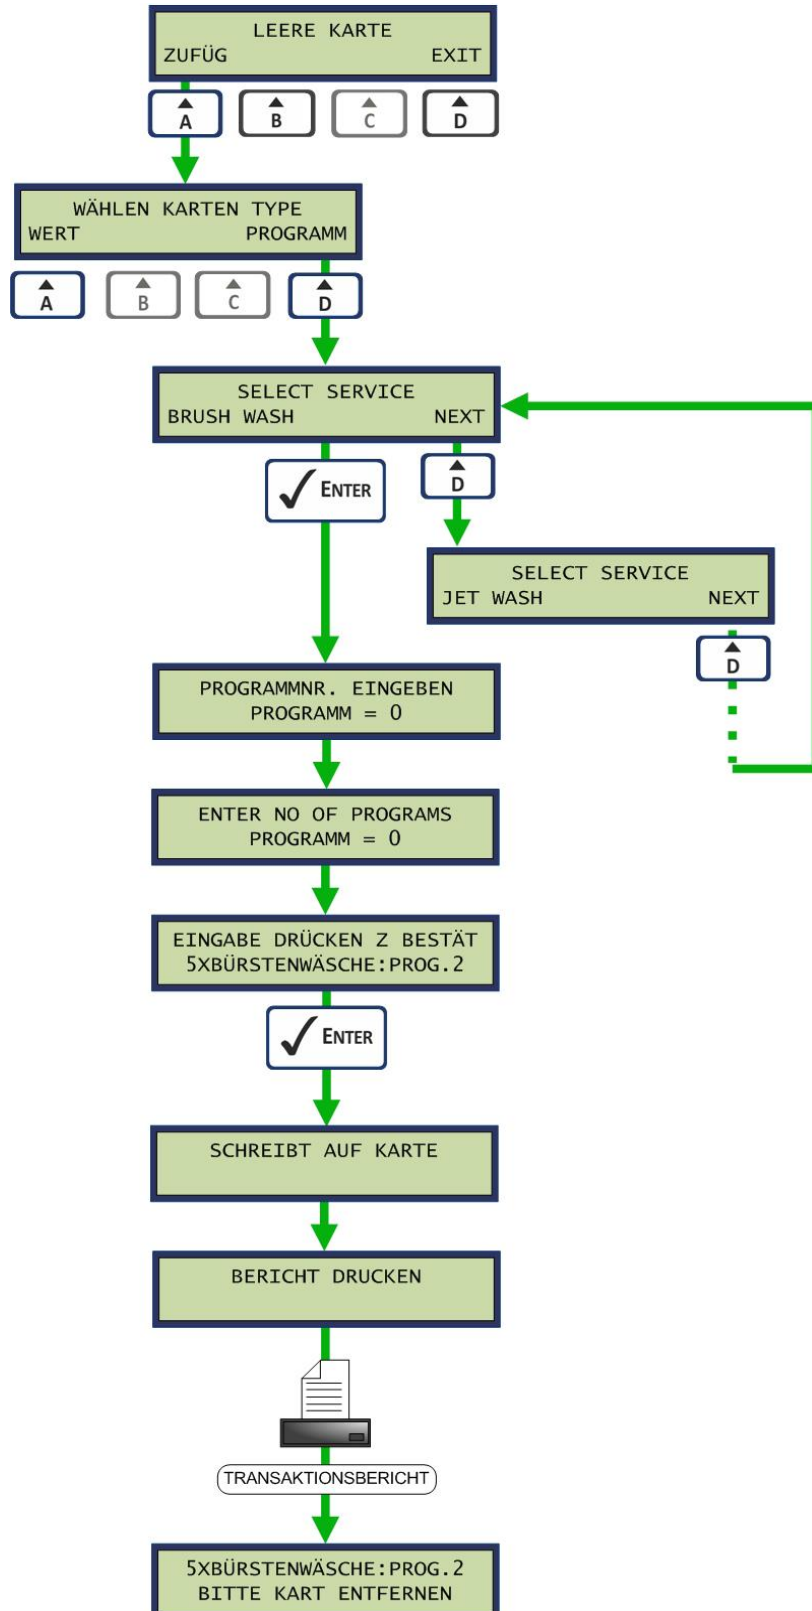 LEERE KARTE
ZUFÜG EXIT
A B C D
WÄHLEN KARTEN TYPE
WERT PROGRAMM
A B C D
SELECT SERVICE
BRUSH WASH NEXT
ENTER
D
SELECT SERVICE
JET WASH NEXT
D
PROGRAMMNR. EINGEBEN
PROGRAMM = 0
ENTER NO OF PROGRAMS
PROGRAMM = 0
EINGABE DRÜCKEN Z BESTÄT
5XBÜRSTENWÄSCHE:PROG.2
ENTER
SCHREIBT AUF KARTE
BERICHT DRUCKEN
TRANSAKTIONSBERICHT
5XBÜRSTENWÄSCHE:PROG.2
BITTE KART ENTFERNEN